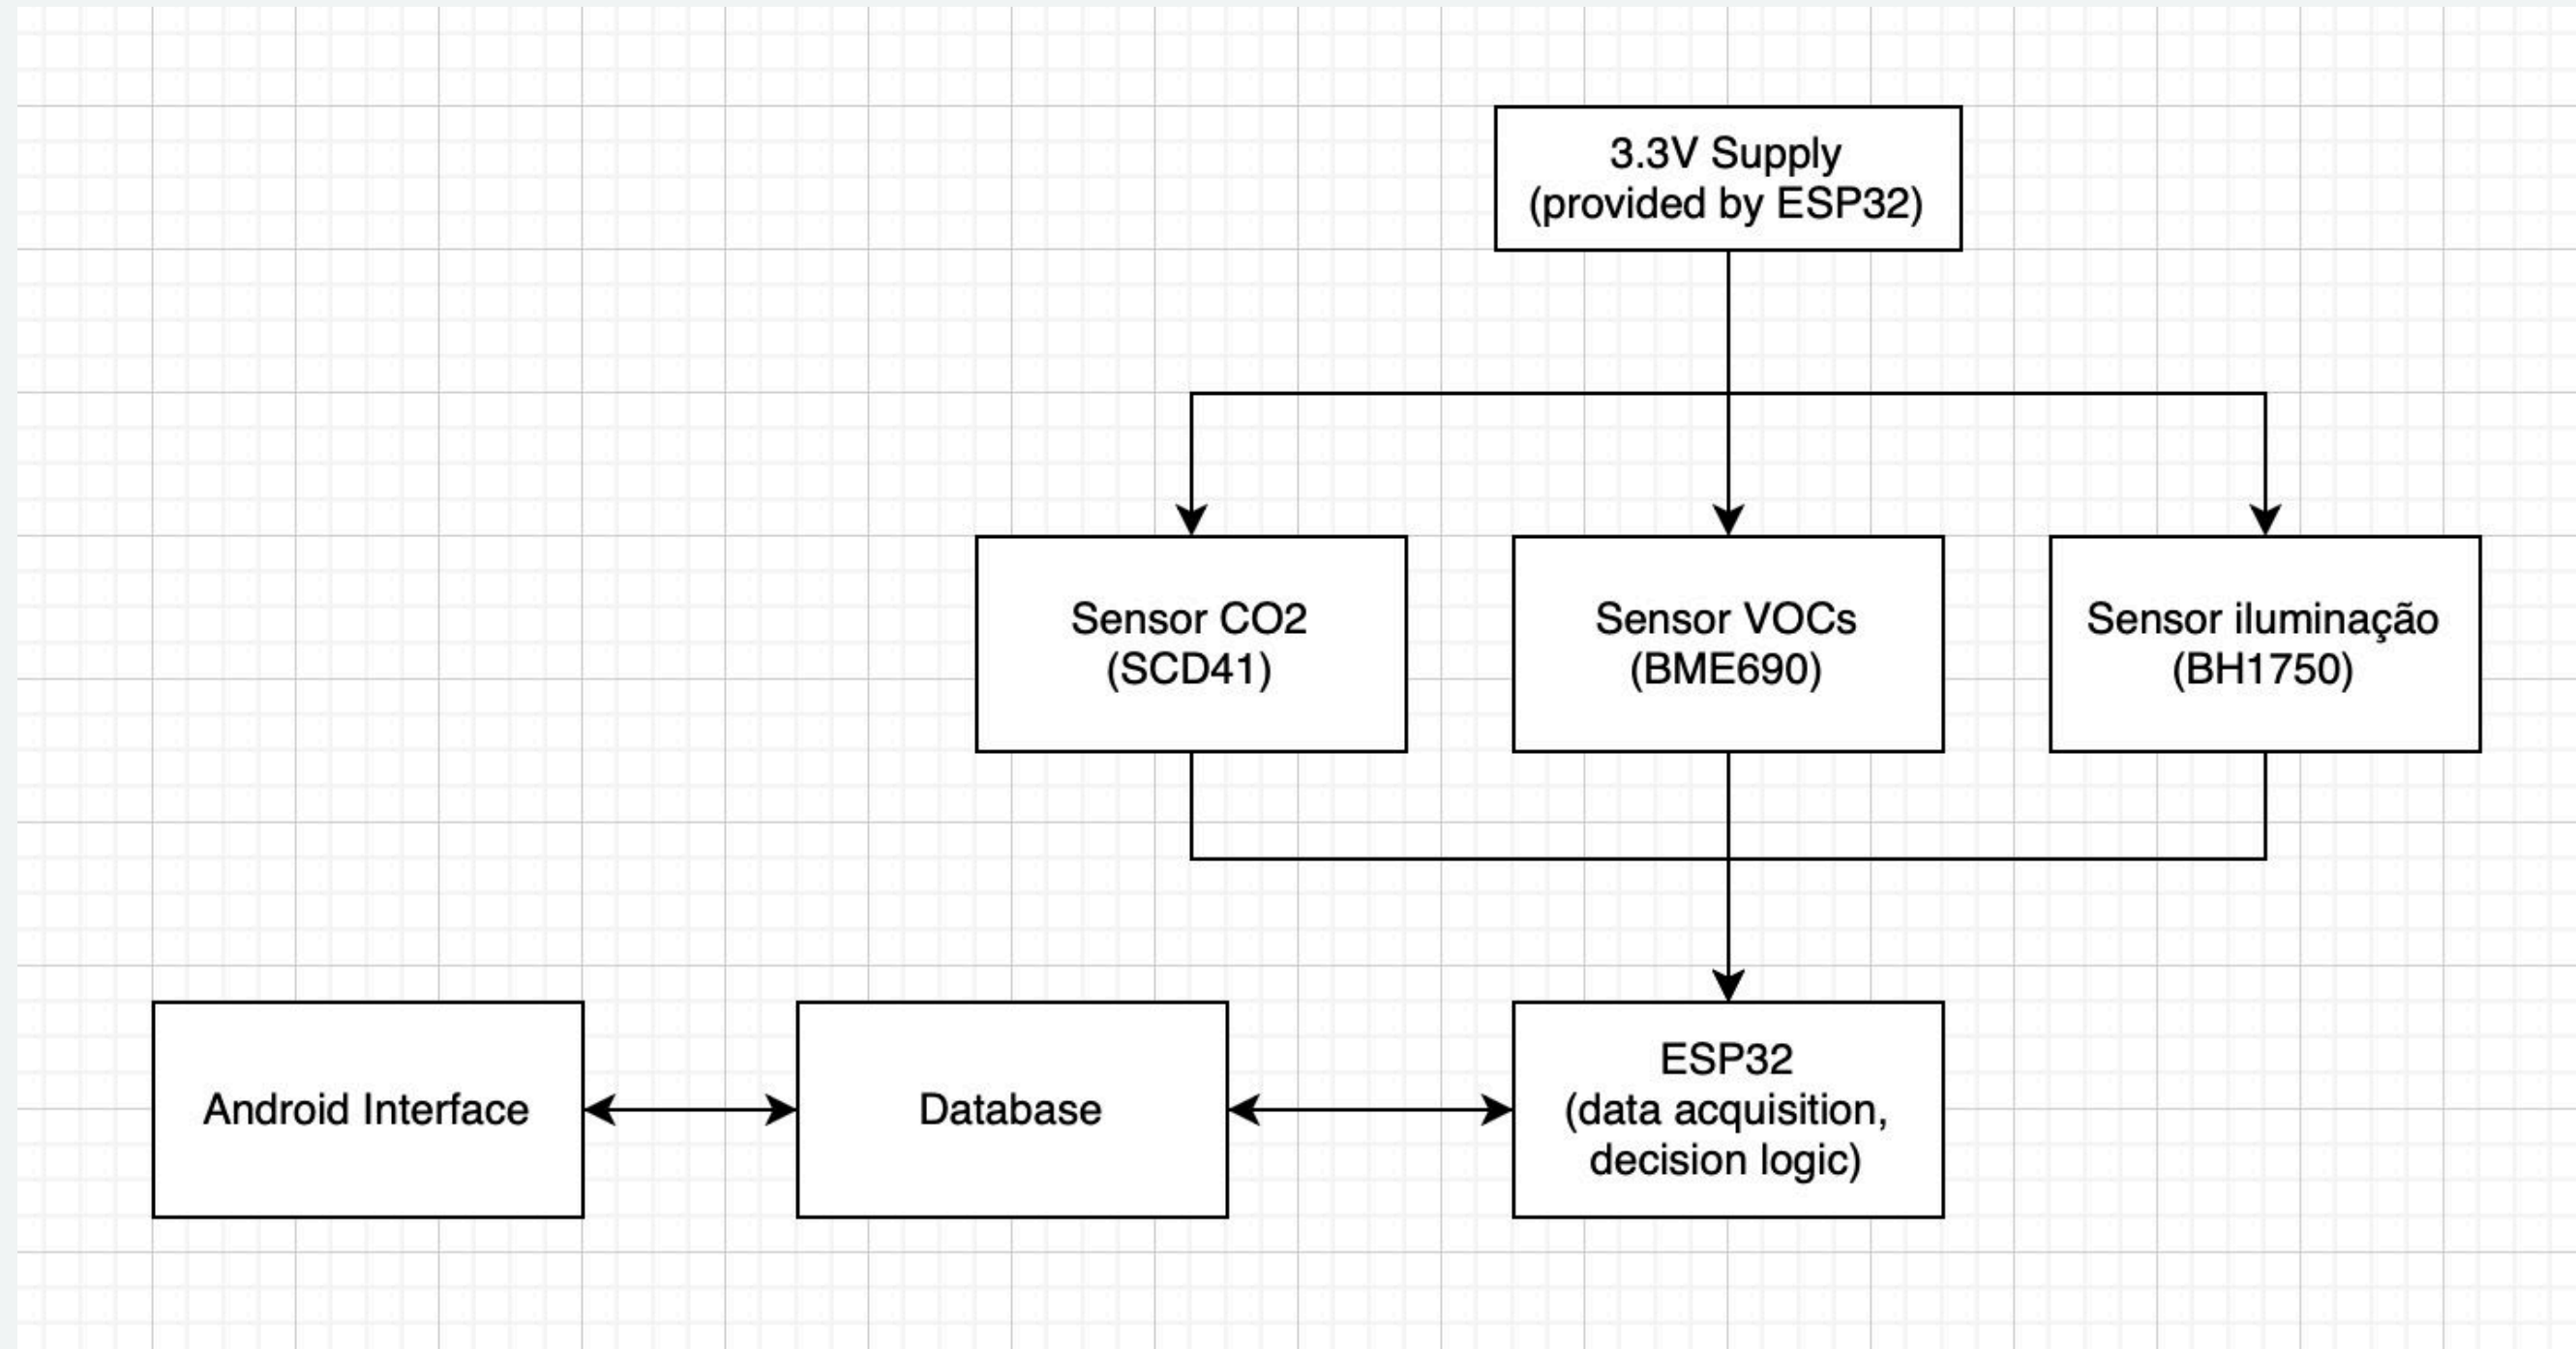 3.3V Supply
(provided by ESP32)
Sensor CO2
(SCD41)
Sensor VOCs
(BME690)
Sensor iluminação
(BH1750)
Android Interface
Database
ESP32
(data acquisition,
decision logic)